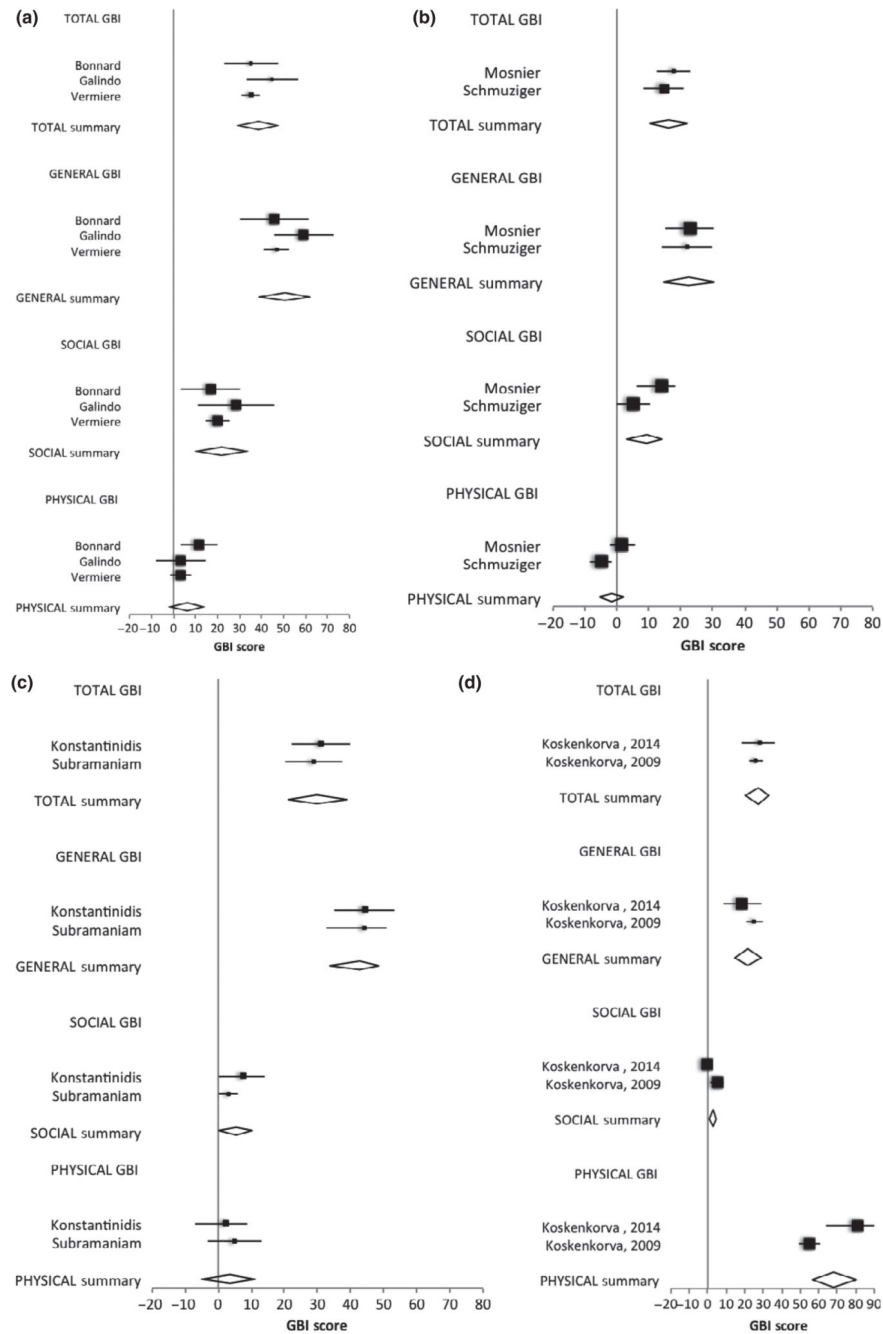 (a)
TOTAL GBI
Bonnard
Galindo
Vermiere
TOTAL summary
GENERAL GBI
Bonnard
Galindo
Vermiere
GENERAL summary
SOCIAL GBI
Bonnard
Galindo
Vermiere
SOCIAL summary
PHYSICAL GBI
Bonnard
Galindo
Vermiere
PHYSICAL summary
−20 −10 0 10 20 30 40 50 60 70 80
GBI score
(b)
TOTAL GBI
Mosnier
Schmuziger
TOTAL summary
GENERAL GBI
Mosnier
Schmuziger
GENERAL summary
SOCIAL GBI
Mosnier
Schmuziger
SOCIAL summary
PHYSICAL GBI
Mosnier
Schmuziger
PHYSICAL summary
−20 −10 0 10 20 30 40 50 60 70 80
GBI score
(c)
TOTAL GBI
Konstantinidis
Subramaniam
TOTAL summary
GENERAL GBI
Konstantinidis
Subramaniam
GENERAL summary
SOCIAL GBI
Konstantinidis
Subramaniam
SOCIAL summary
PHYSICAL GBI
Konstantinidis
Subramaniam
PHYSICAL summary
−20 −10 0 10 20 30 40 50 60 70 80
GBI score
(d)
TOTAL GBI
Koskenkorva , 2014
Koskenkorva, 2009
TOTAL summary
GENERAL GBI
Koskenkorva , 2014
Koskenkorva, 2009
GENERAL summary
SOCIAL GBI
Koskenkorva , 2014
Koskenkorva, 2009
SOCIAL summary
PHYSICAL GBI
Koskenkorva , 2014
Koskenkorva, 2009
PHYSICAL summary
−20 −10 0 10 20 30 40 50 60 70 80 90
GBI score